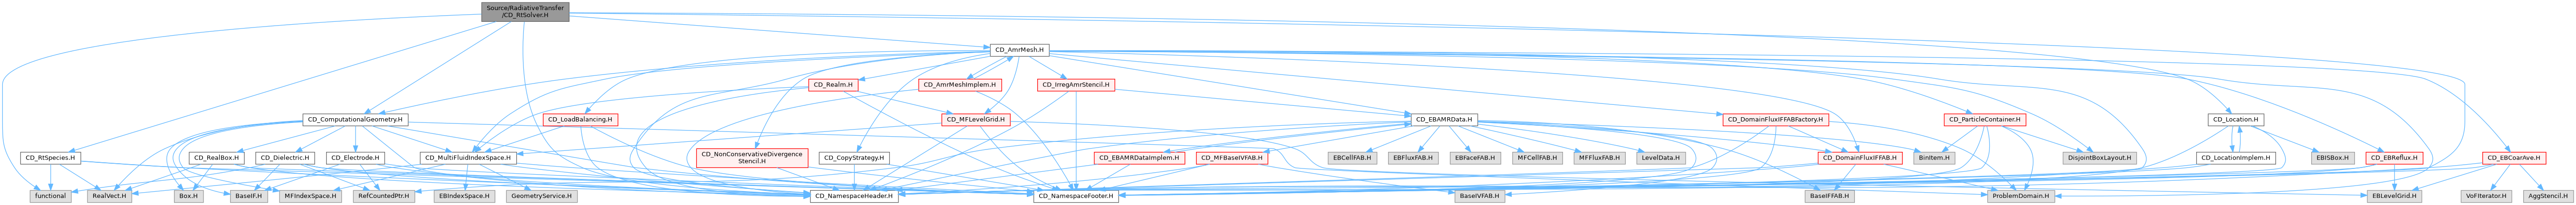 Source/RadiativeTransfer
/CD_RtSolver.H
CD_AmrMesh.H
CD_Realm.H
CD_AmrMeshImplem.H
CD_IrregAmrStencil.H
CD_ComputationalGeometry.H
CD_LoadBalancing.H
CD_MFLevelGrid.H
CD_EBAMRData.H
CD_DomainFluxIFFABFactory.H
CD_ParticleContainer.H
CD_Location.H
CD_RtSpecies.H
CD_RealBox.H
CD_Dielectric.H
CD_Electrode.H
CD_MultiFluidIndexSpace.H
CD_NonConservativeDivergence
Stencil.H
CD_CopyStrategy.H
CD_EBAMRDataImplem.H
CD_MFBaseIVFAB.H
EBCellFAB.H
EBFluxFAB.H
EBFaceFAB.H
MFCellFAB.H
MFFluxFAB.H
LevelData.H
CD_DomainFluxIFFAB.H
BinItem.H
DisjointBoxLayout.H
CD_LocationImplem.H
EBISBox.H
CD_EBReflux.H
CD_EBCoarAve.H
functional
RealVect.H
Box.H
BaseIF.H
MFIndexSpace.H
RefCountedPtr.H
EBIndexSpace.H
GeometryService.H
CD_NamespaceHeader.H
CD_NamespaceFooter.H
BaseIVFAB.H
BaseIFFAB.H
ProblemDomain.H
EBLevelGrid.H
VoFIterator.H
AggStencil.H